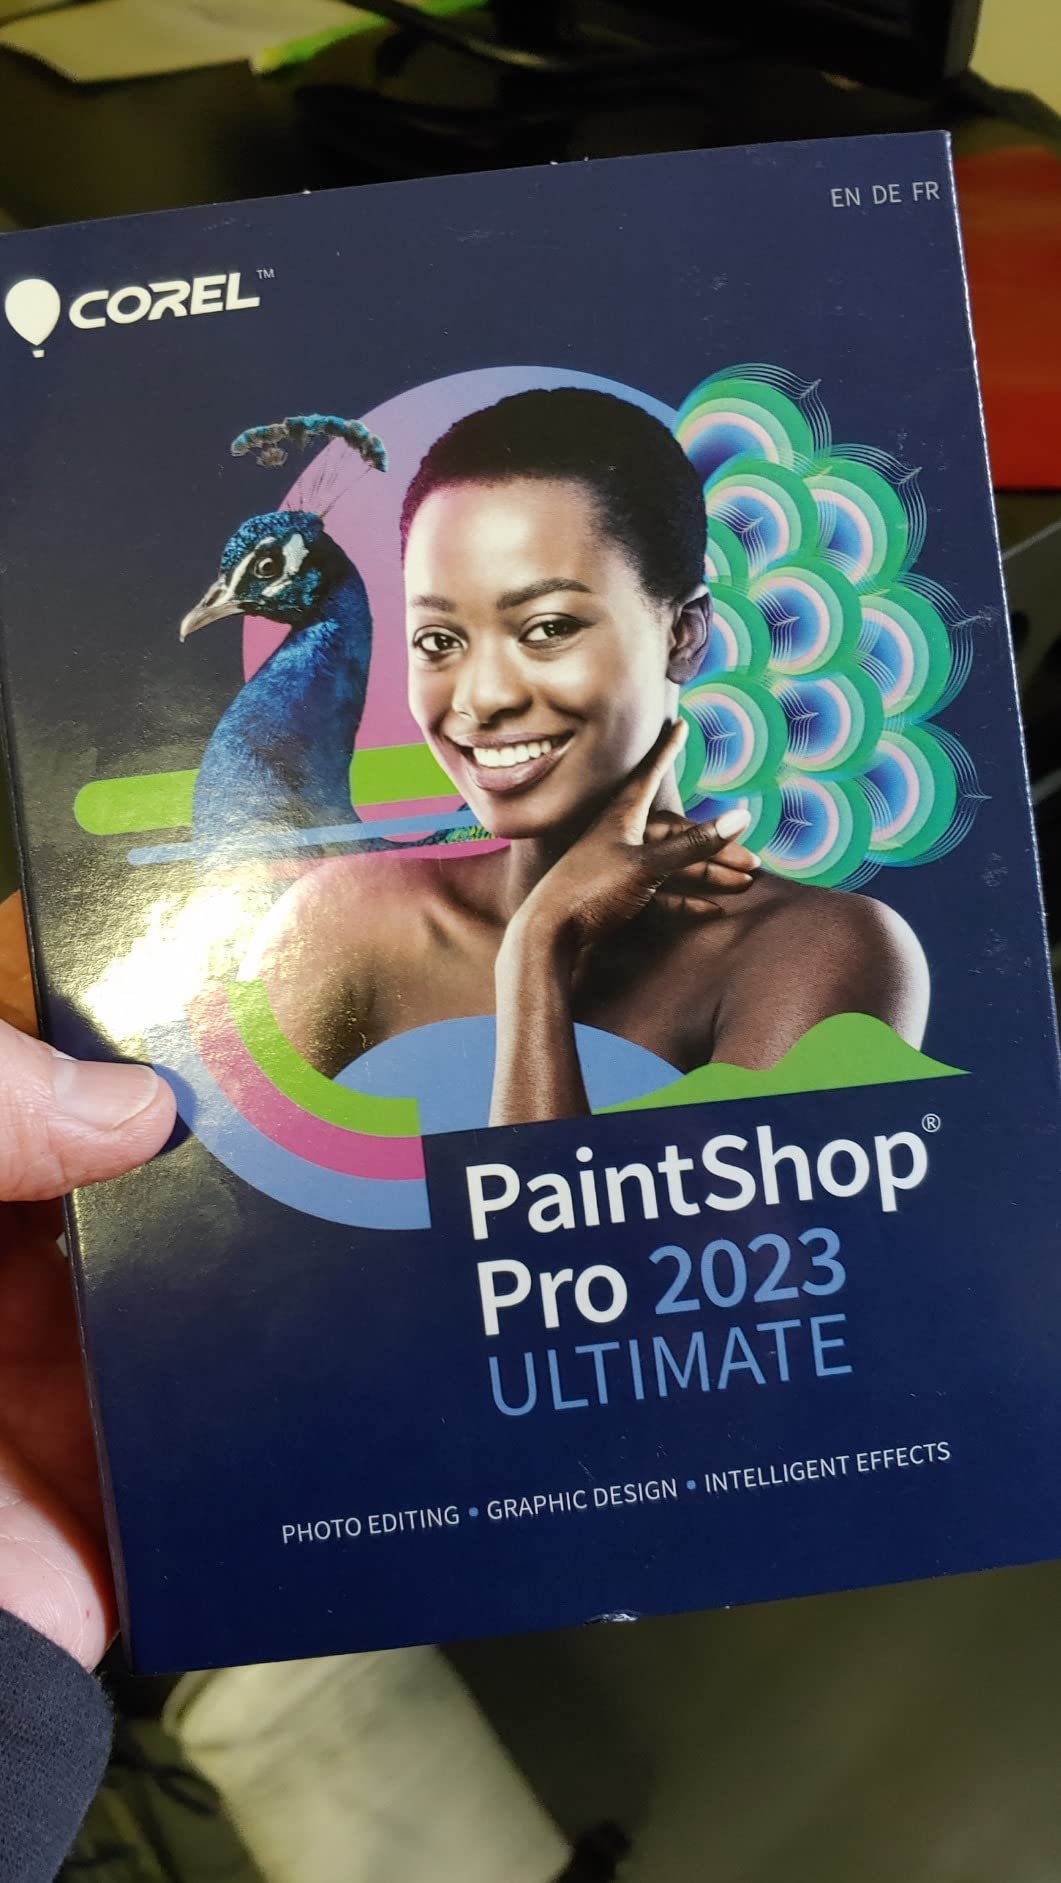 EN DE FR
COREL™
PaintShop®
Pro 2023
ULTIMATE
PHOTO EDITING • GRAPHIC DESIGN • INTELLIGENT EFFECTS